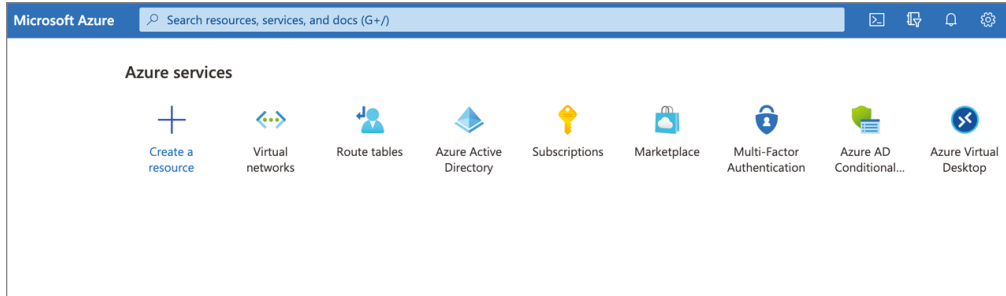 Microsoft Azure
Search resources, services, and docs (G+/)
Azure services
Create a
resource
Virtual
networks
Route tables
Azure Active
Directory
Subscriptions
Marketplace
Multi-Factor
Authentication
Azure AD
Conditional...
Azure Virtual
Desktop